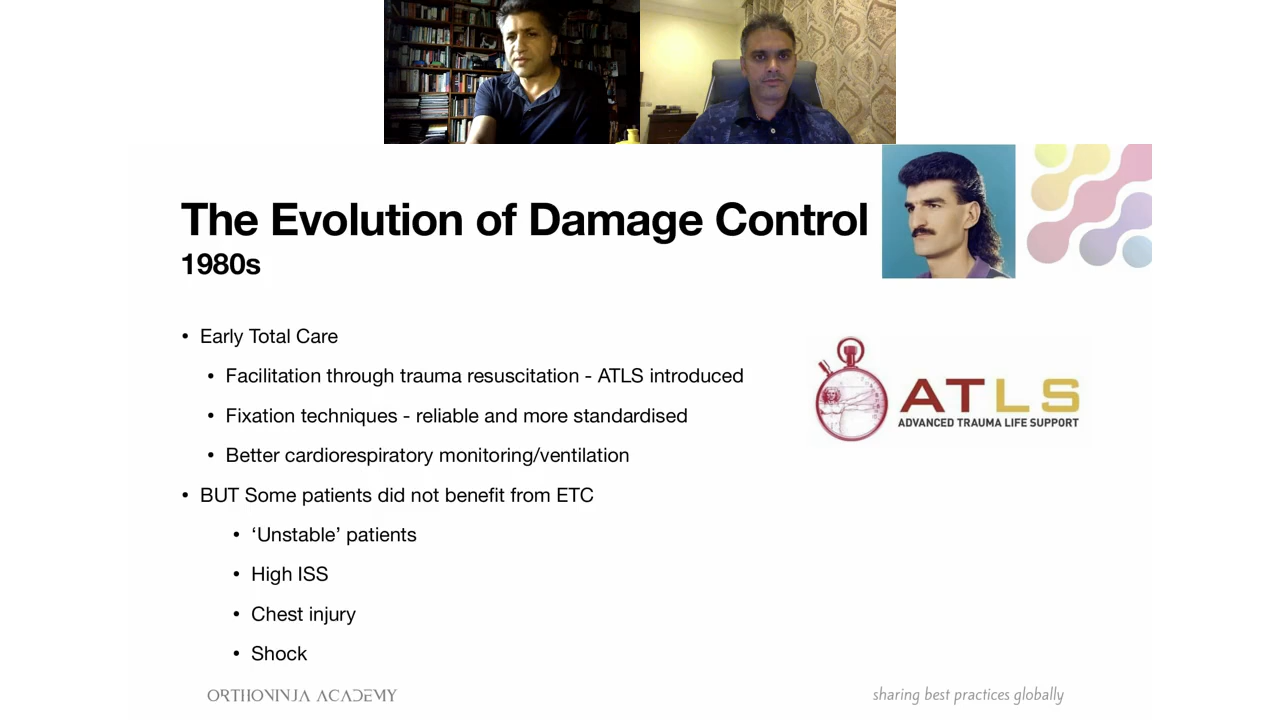 The Evolution of Damage Control
1980s
• Early Total Care
• Facilitation through trauma resuscitation - ATLS introduced
• Fixation techniques - reliable and more standardised
• Better cardiorespiratory monitoring/ventilation
• BUT Some patients did not benefit from ETC
• ‘Unstable’ patients
• High ISS
• Chest injury
• Shock
ATLS
ADVANCED TRAUMA LIFE SUPPORT
ORTHONINJA ACADEMY
sharing best practices globally